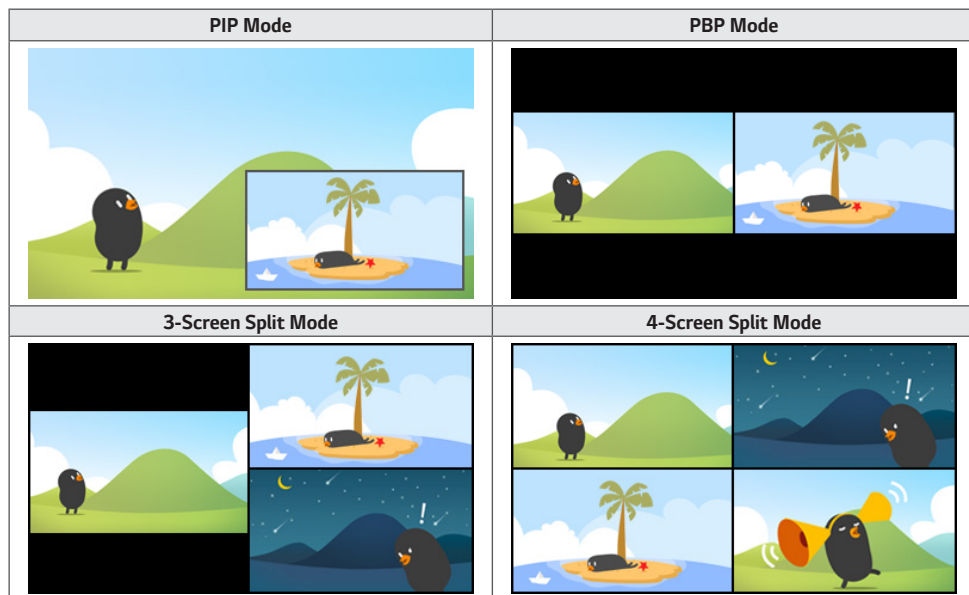 PIP Mode
PBP Mode
3-Screen Split Mode
4-Screen Split Mode